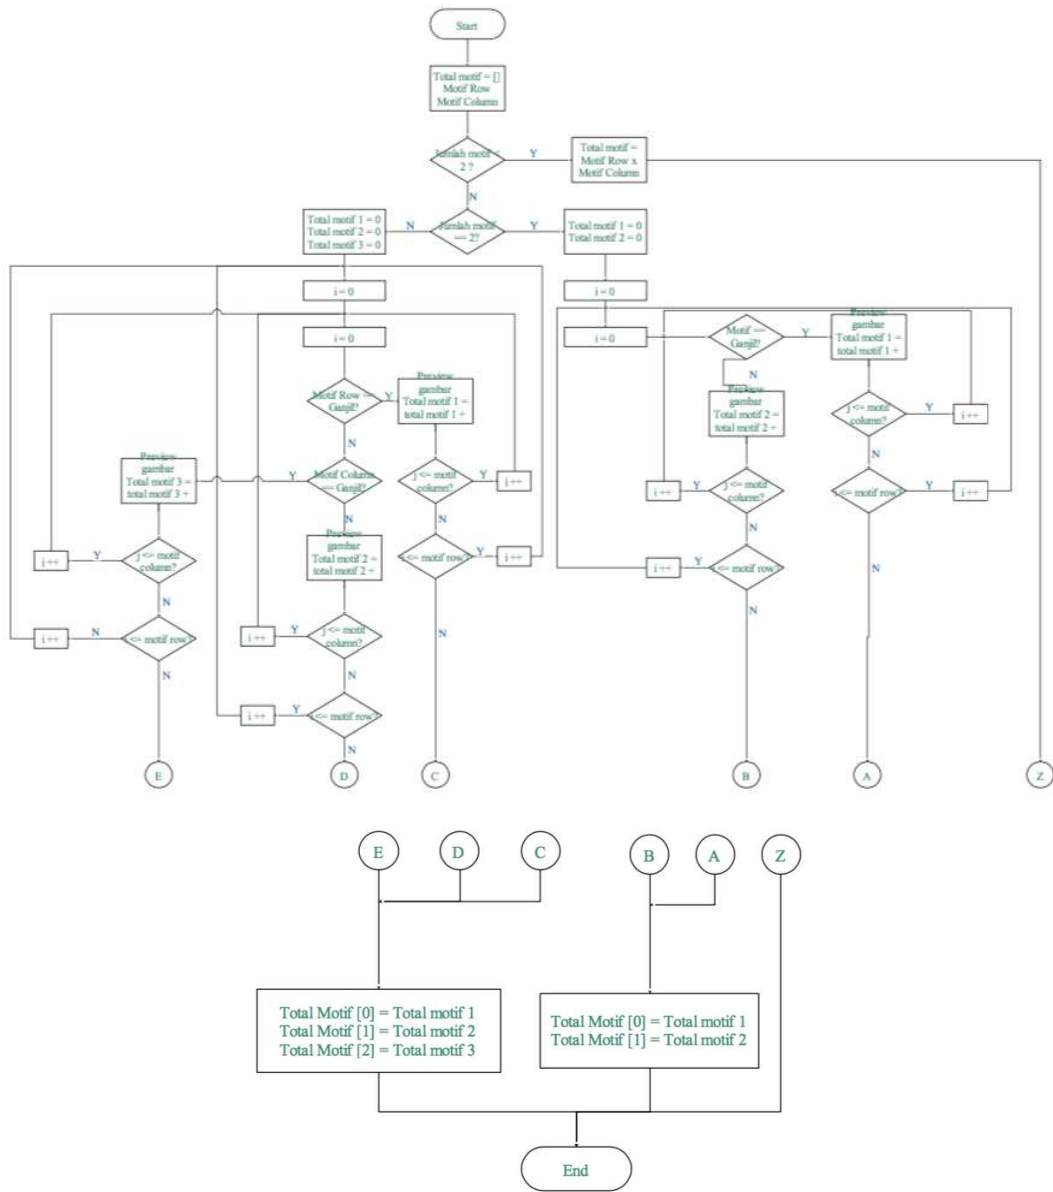 Start
Total motif = []
Motif Row
Motif Column
Jumlah motif <
2 ?
Y
Total motif =
Motif Row x
Motif Column
N
Total motif 1 = 0
Total motif 2 = 0
Total motif 3 = 0
N
Jumlah motif
== 2?
Y
Total motif 1 = 0
Total motif 2 = 0
i = 0
i = 0
i = 0
i = 0
Motif ==
Ganjil?
Y
Preview
gambar
Total motif 1 =
total motif 1 +
N
Preview
gambar
Total motif 2 =
total motif 2 +
j <= motif
column?
Y
i ++
N
Motif Row ==
Ganjil?
Y
Preview
gambar
Total motif 1 =
total motif 1 +
N
Preview
gambar
Total motif 3 =
total motif 3 +
Y
Motif Column
== Ganjil?
j <= motif
column?
Y
i ++
i ++
Y
j <= motif
column?
i <= motif row?
Y
i ++
N
N
N
Preview
gambar
Total motif 2 =
total motif 2 +
i <= motif row?
Y
i ++
i ++
Y
j <= motif
column?
i ++
Y
<= motif row?
N
N
N
N
i ++
N
<= motif row?
i ++
Y
j <= motif
column?
N
N
i ++
Y
i <= motif row?
N
E
D
C
B
A
Z
E
D
C
B
A
Z
Total Motif [0] = Total motif 1
Total Motif [1] = Total motif 2
Total Motif [2] = Total motif 3
Total Motif [0] = Total motif 1
Total Motif [1] = Total motif 2
End